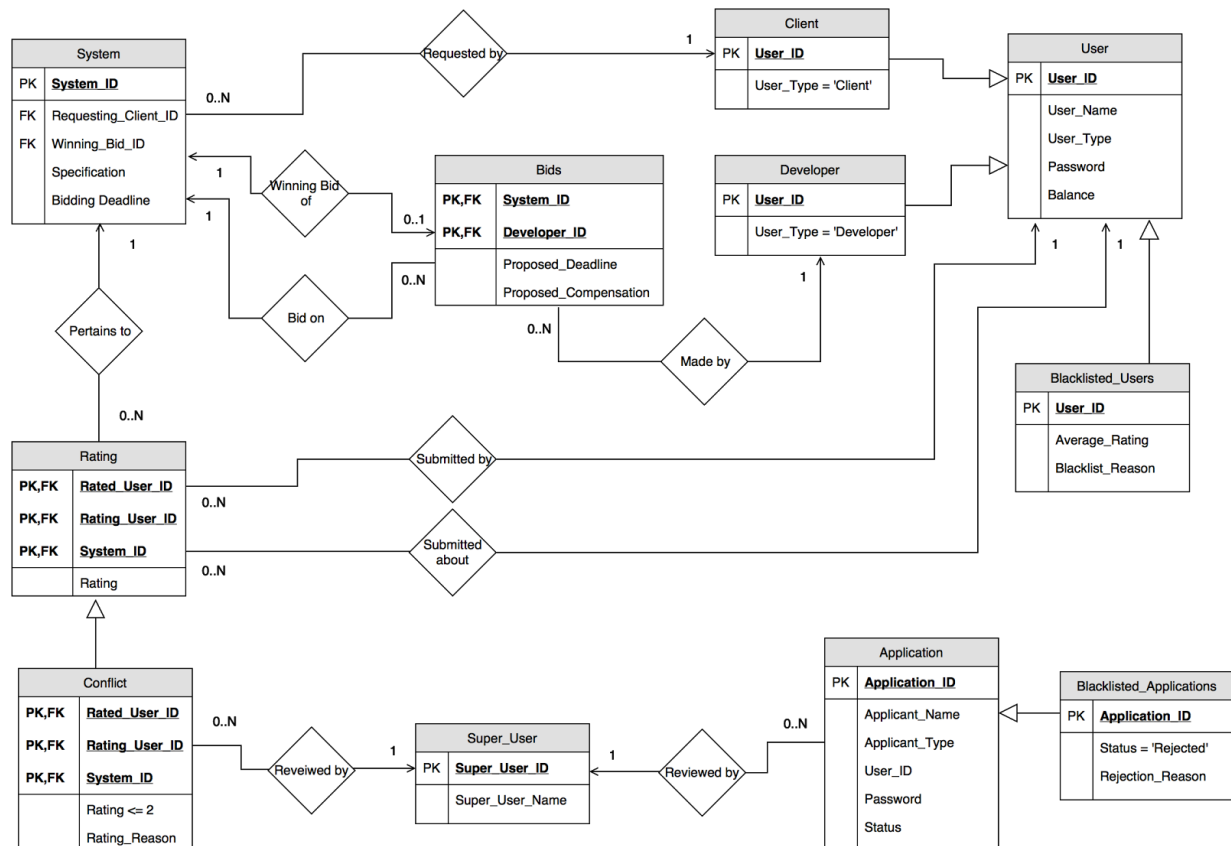 System
PK System_ID
FK Requesting_Client_ID
FK Winning_Bid_ID
Specification
Bidding Deadline
0..N
Requested by
1
Client
PK User_ID
User_Type = 'Client'
User
PK User_ID
User_Name
User_Type
Password
Balance
1
Winning Bid
of
0..1
1
Bid on
0..N
Bids
PK,FK System_ID
PK,FK Developer_ID
Proposed_Deadline
Proposed_Compensation
0..N
Made by
1
Developer
PK User_ID
User_Type = 'Developer'
1
1
Blacklisted_Users
PK User_ID
Average_Rating
Blacklist_Reason
1
Pertains to
0..N
Rating
PK,FK Rated_User_ID
PK,FK Rating_User_ID
PK,FK System_ID
Rating
0..N
Submitted by
0..N
Submitted
about
Conflict
PK,FK Rated_User_ID
PK,FK Rating_User_ID
PK,FK System_ID
Rating <= 2
Rating_Reason
0..N
Reveiwed by
1
Super_User
PK Super_User_ID
Super_User_Name
1
Reviewed by
0..N
Application
PK Application_ID
Applicant_Name
Applicant_Type
User_ID
Password
Status
Blacklisted_Applications
PK Application_ID
Status = 'Rejected'
Rejection_Reason